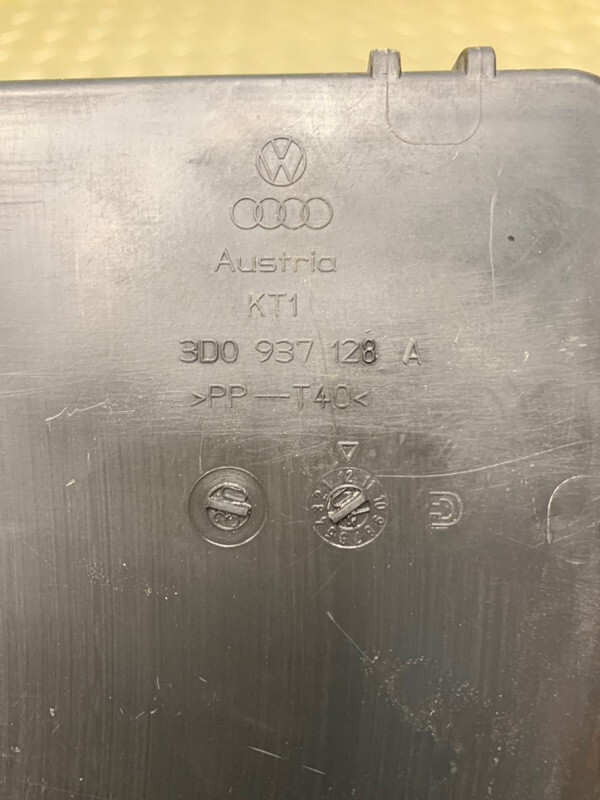 Austria
KT1
3D0 937 128 A
>PP—T40<